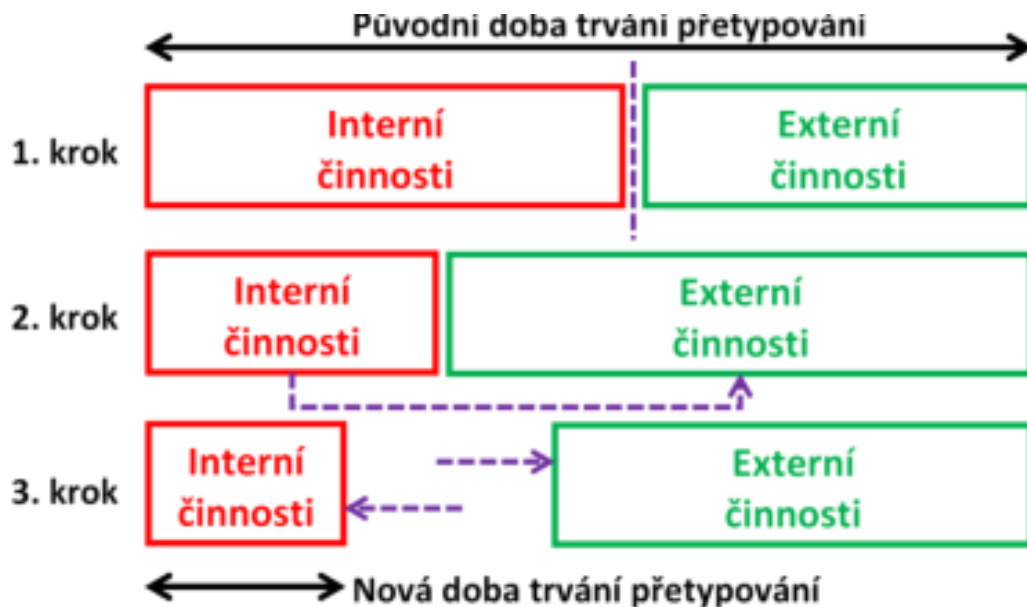 Původní doba trvání přetypování
1. krok
Interní
činnosti
Externí
činnosti
2. krok
Interní
činnosti
Externí
činnosti
3. krok
Interní
činnosti
Externí
činnosti
Nová doba trvání přetypování